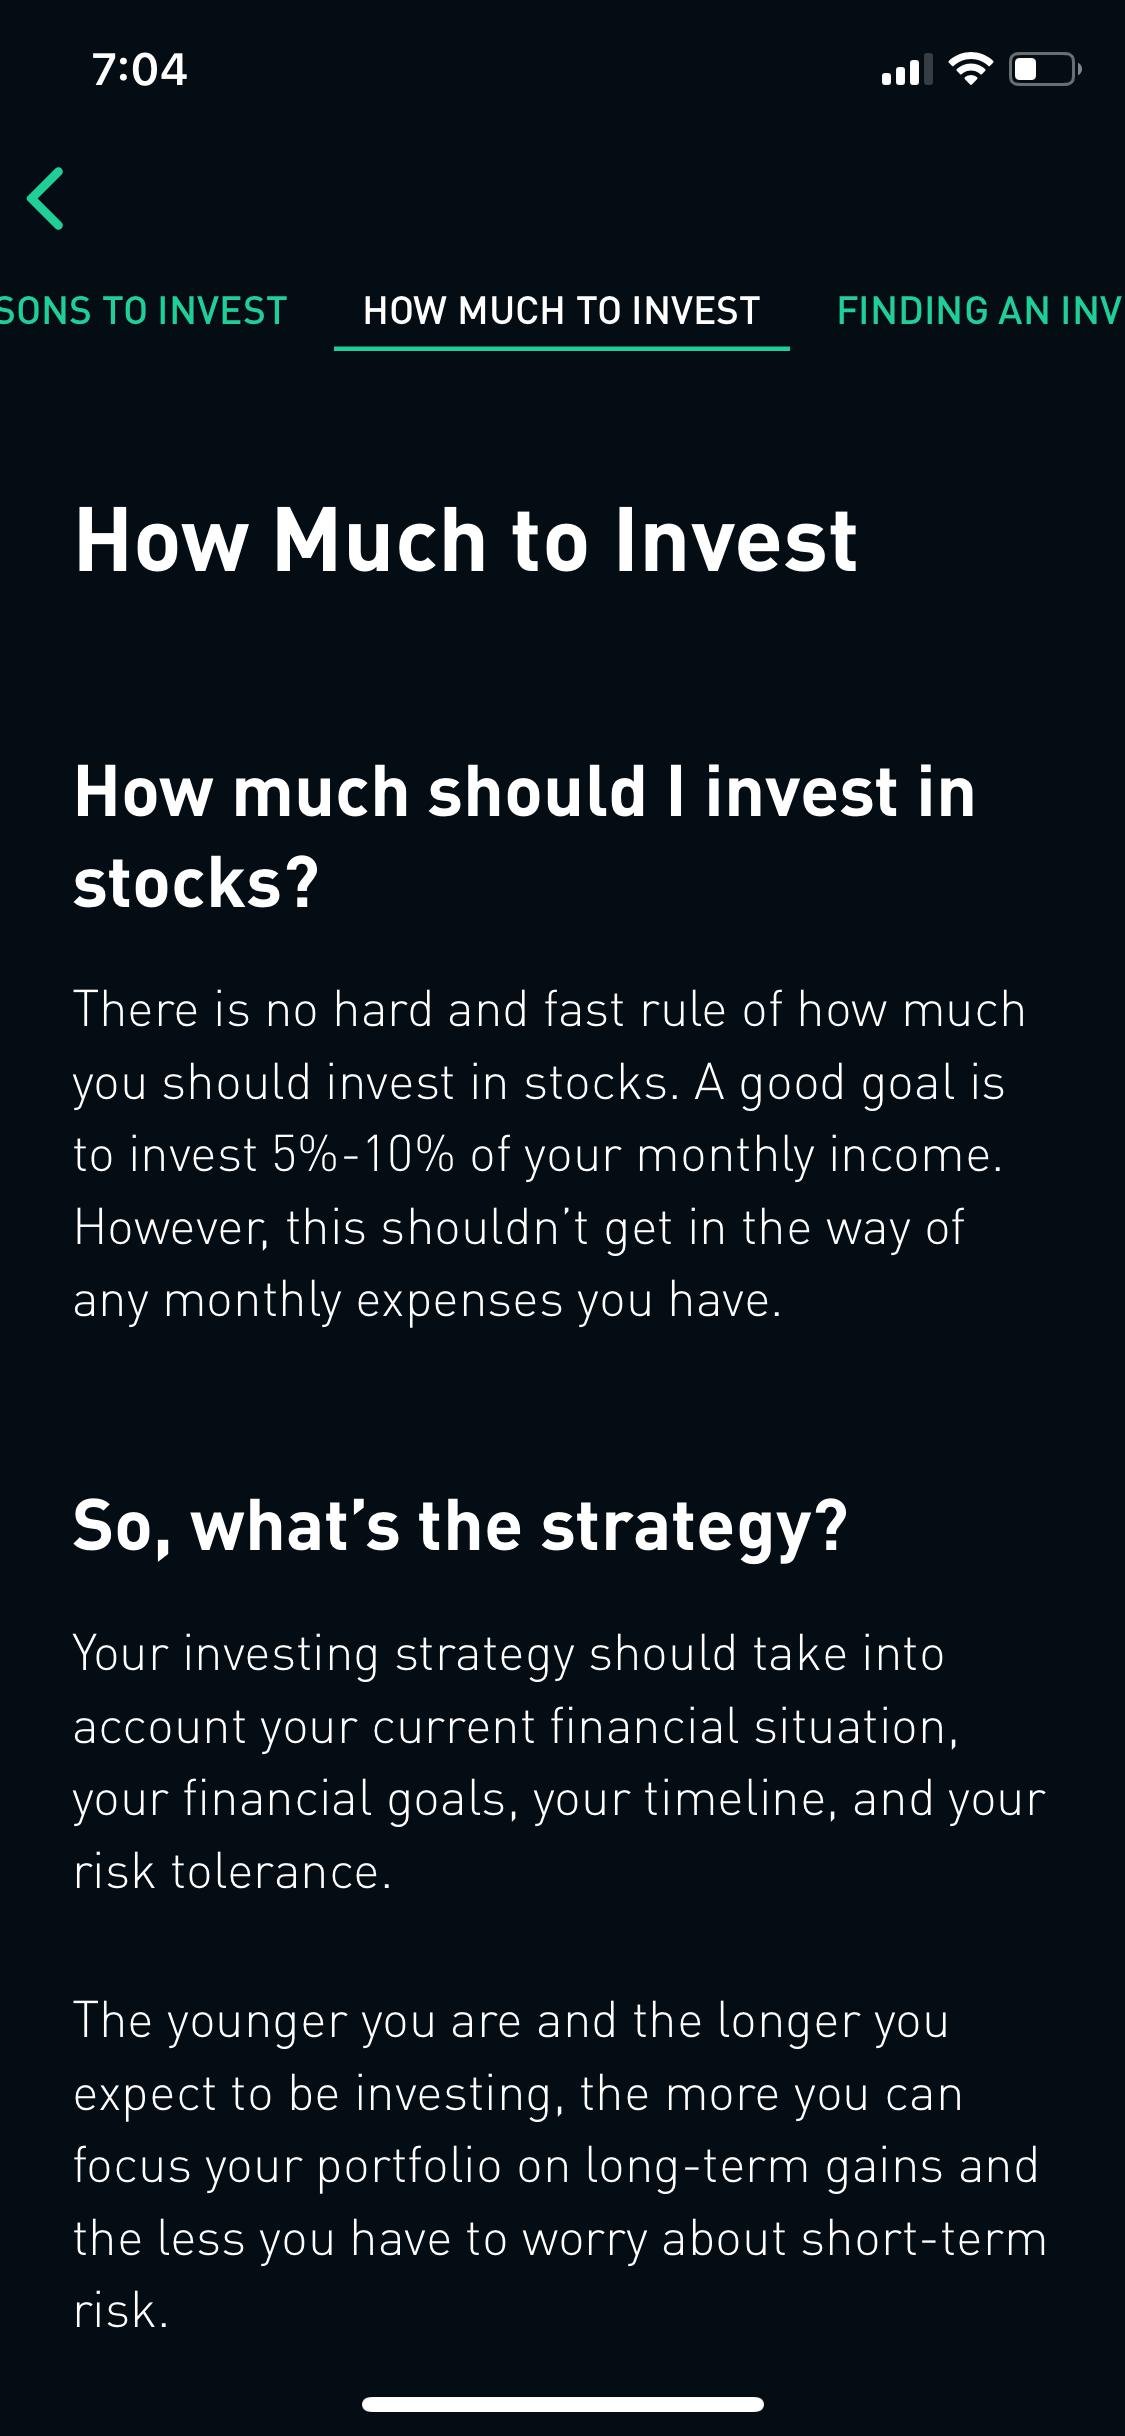 7:04
SONS TO INVEST HOW MUCH TO INVEST FINDING AN INV
How Much to Invest
How much should I invest in
stocks?
There is no hard and fast rule of how much
you should invest in stocks. A good goal is
to invest 5%-10% of your monthly income.
However, this shouldn’t get in the way of
any monthly expenses you have.
So, what’s the strategy?
Your investing strategy should take into
account your current financial situation,
your financial goals, your timeline, and your
risk tolerance.
The younger you are and the longer you
expect to be investing, the more you can
focus your portfolio on long-term gains and
the less you have to worry about short-term
risk.